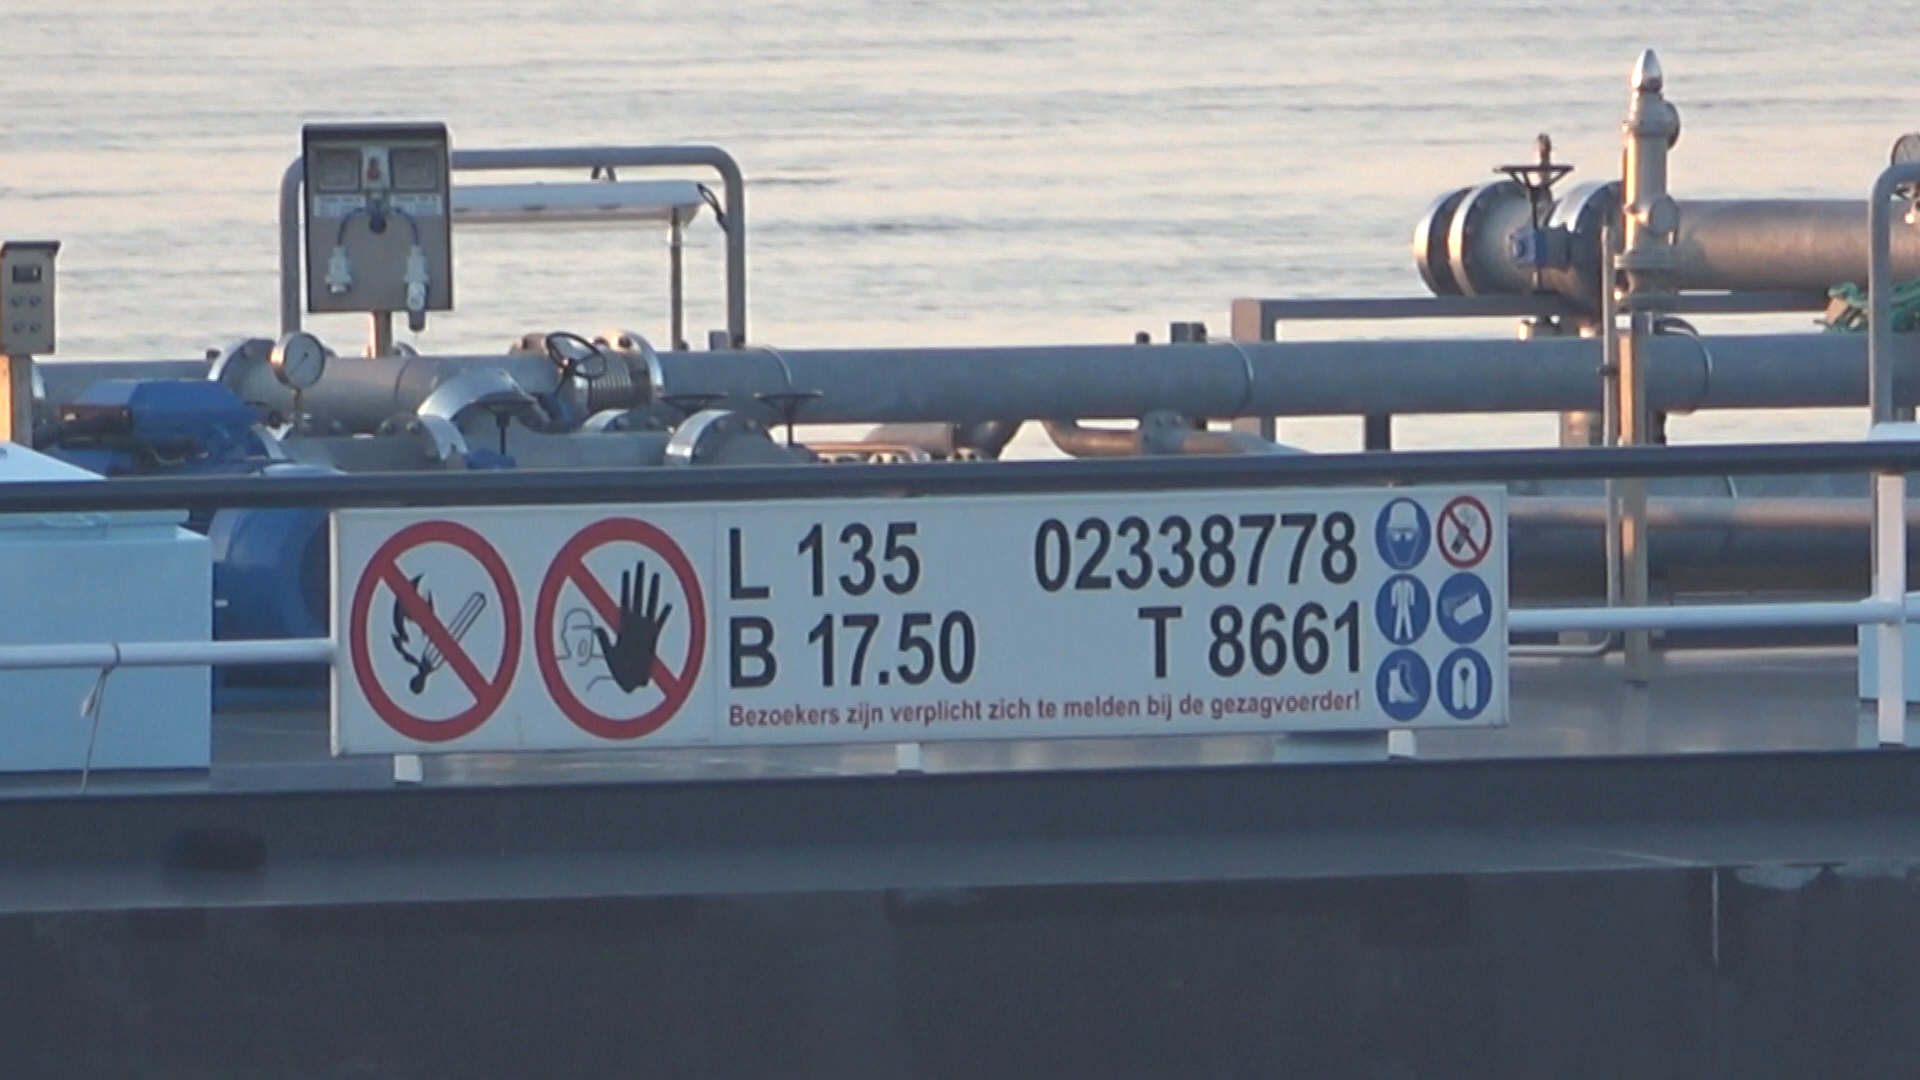 L 135 02338778
B 17.50 T 8661
Bezoekers zijn verplicht zich te melden bij de gezagvoerder!